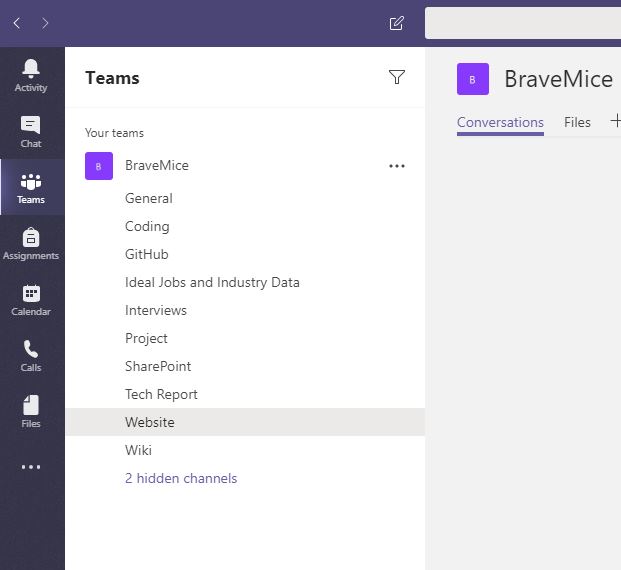 Activity
Chat
Teams
Assignments
Calendar
Calls
Files
Teams
Your teams
B BraveMice
General
Coding
GitHub
Ideal Jobs and Industry Data
Interviews
Project
SharePoint
Tech Report
Website
Wiki
2 hidden channels
B BraveMice
Conversations Files